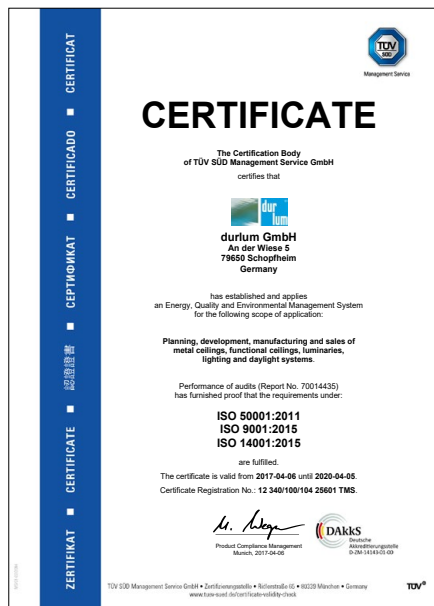 TÜV
SÜD
Management Service
CERTIFICATE
The Certification Body
of TÜV SÜD Management Service GmbH
certifies that
dur
lum
durlum GmbH
An der Wiese 5
79650 Schopfheim
Germany
has established and applies
an Energy, Quality and Environmental Management System
for the following scope of application:
Planning, development, manufacturing and sales of
metal ceilings, functional ceilings, luminaries,
lighting and daylight systems.
Performance of audits (Report No. 70014435)
has furnished proof that the requirements under:
ISO 50001:2011
ISO 9001:2015
ISO 14001:2015
are fulfilled.
The certificate is valid from 2017-04-06 until 2020-04-05.
Certificate Registration No.: 12 340/100/104 25601 TMS.
M. Wegn
Product Compliance Management
Munich, 2017-04-06
DAkkS
Deutsche
Akkreditierungsstelle
D-ZM-14143-01-00
TÜV SÜD Management Service GmbH • Zertifizierungsstelle • Ridlerstraße 65 • 80339 München • Germany
www.tuev-sued.de/certificate-validity-check
TÜV®
ZERTIFIKAT ■ CERTIFICATE ■ 認證證書 ■ СЕРТИФИКАТ ■ CERTIFICADO ■ CERTIFICAT